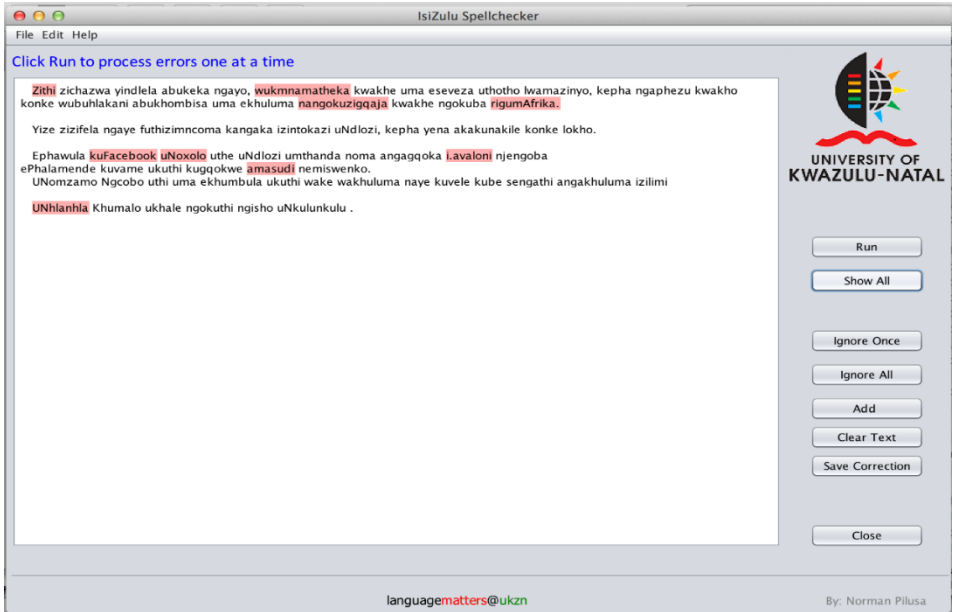 IsiZulu Spellchecker
File Edit Help
Click Run to process errors one at a time
Zithi zichazwa yindlela abukeka ngayo, wukmnamatheka kwakhe uma eseveza uthotho lwamazinyo, kepha ngaphezu kwakho
konke wubuhlakani abukhombisa uma ekhuluma nangokuzigqaja kwakhe ngokuba rigumAfrika.
Yize zizifela ngaye futhizimncoma kangaka izintokazi uNdlozi, kepha yena akakunakile konke lokho.
Ephawula kuFacebook uNoxolo uthe uNdlozi umthanda noma angagqoka i.avaloni njengoba
ePhalamende kuvame ukuthi kugqokwe amasudi nemiswenko.
UNomzamo Ngcobo uthi uma ekhumbula ukuthi wake wakhuluma naye kuvele kube sengathi angakhuluma izilimi
UNhlanhla Khumalo ukhale ngokuthi ngisho uNkulunkulu .
UNIVERSITY OF
KWAZULU-NATAL
Run
Show All
Ignore Once
Ignore All
Add
Clear Text
Save Correction
Close
languagematters@ukzn
By: Norman Pilusa